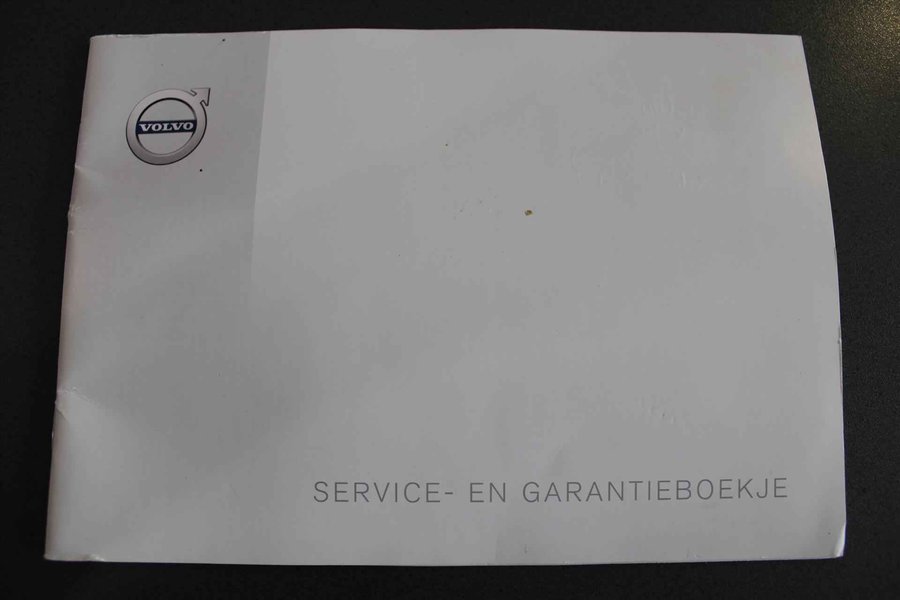 VOLVO
SERVICE- EN GARANTIEBOEKJE